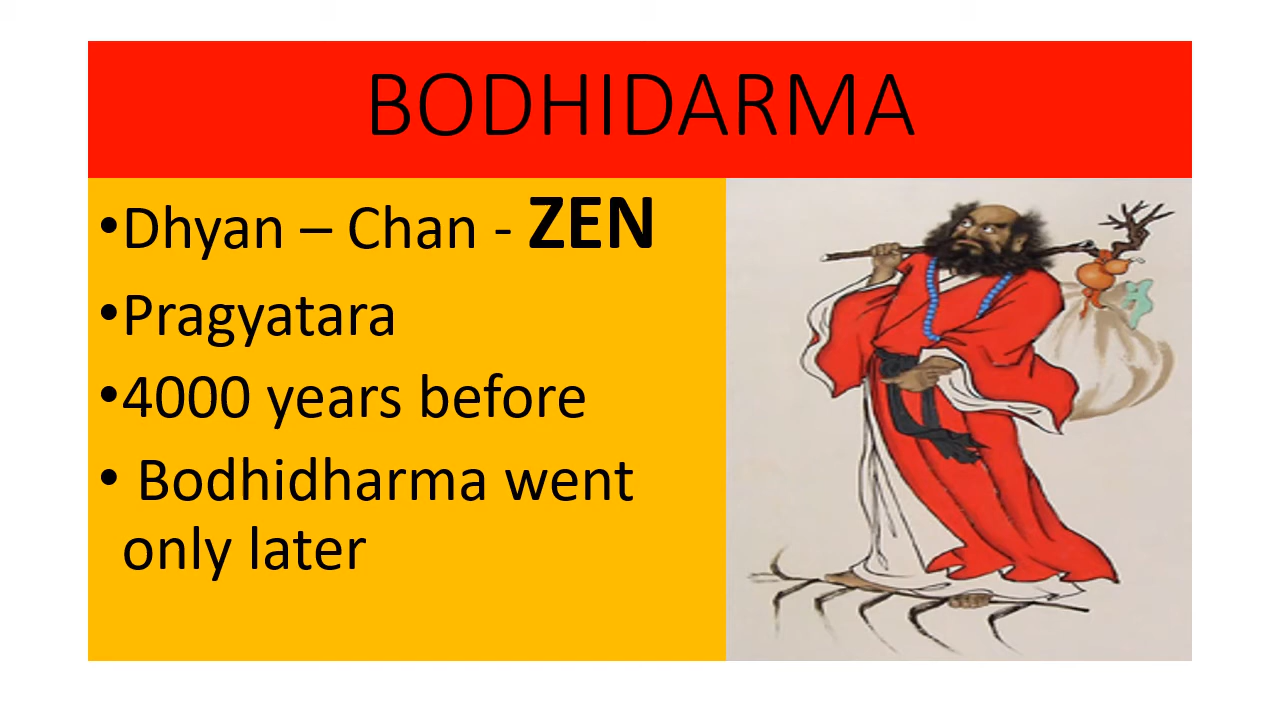 BODHIDARMA
•Dhyan – Chan - ZEN
•Pragyatara
•4000 years before
• Bodhidharma went
only later